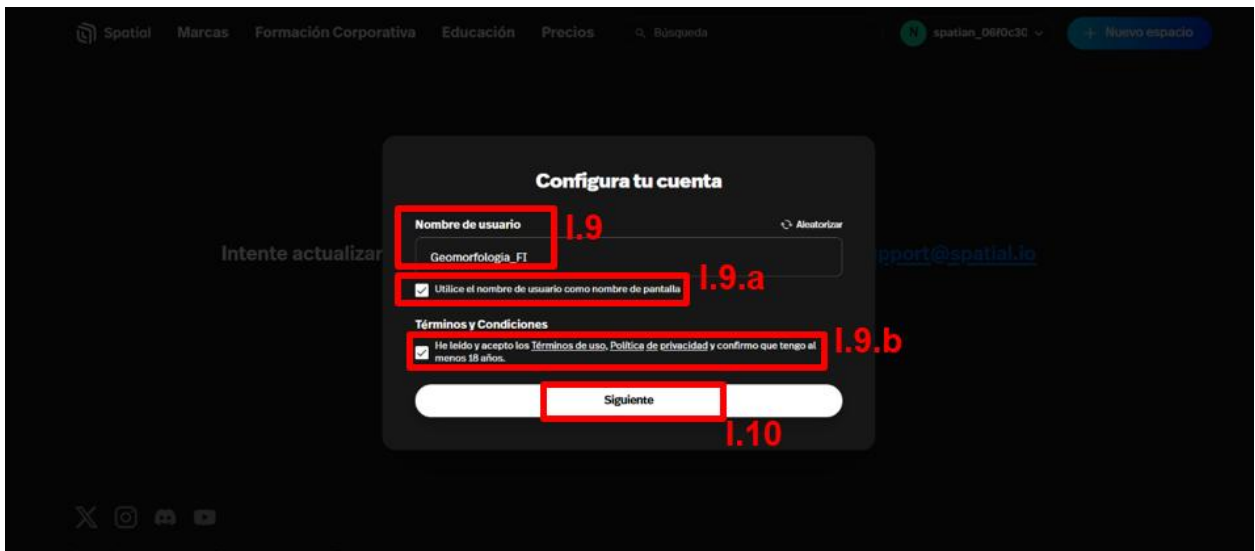 Spatial Marcas Formación Corporativa Educación Precios Búsqueda N spatian_06f0c30 + Nuevo espacio
Configura tu cuenta
Nombre de usuario I.9 Aleatorizar
Intente actualizar pport@spatial.io
Geomorfologia_FI
Utilice el nombre de usuario como nombre de pantalla I.9.a
Términos y Condiciones
He leído y acepto los Términos de uso, Política de privacidad y confirmo que tengo al
menos 18 años.
I.9.b
Siguiente
I.10